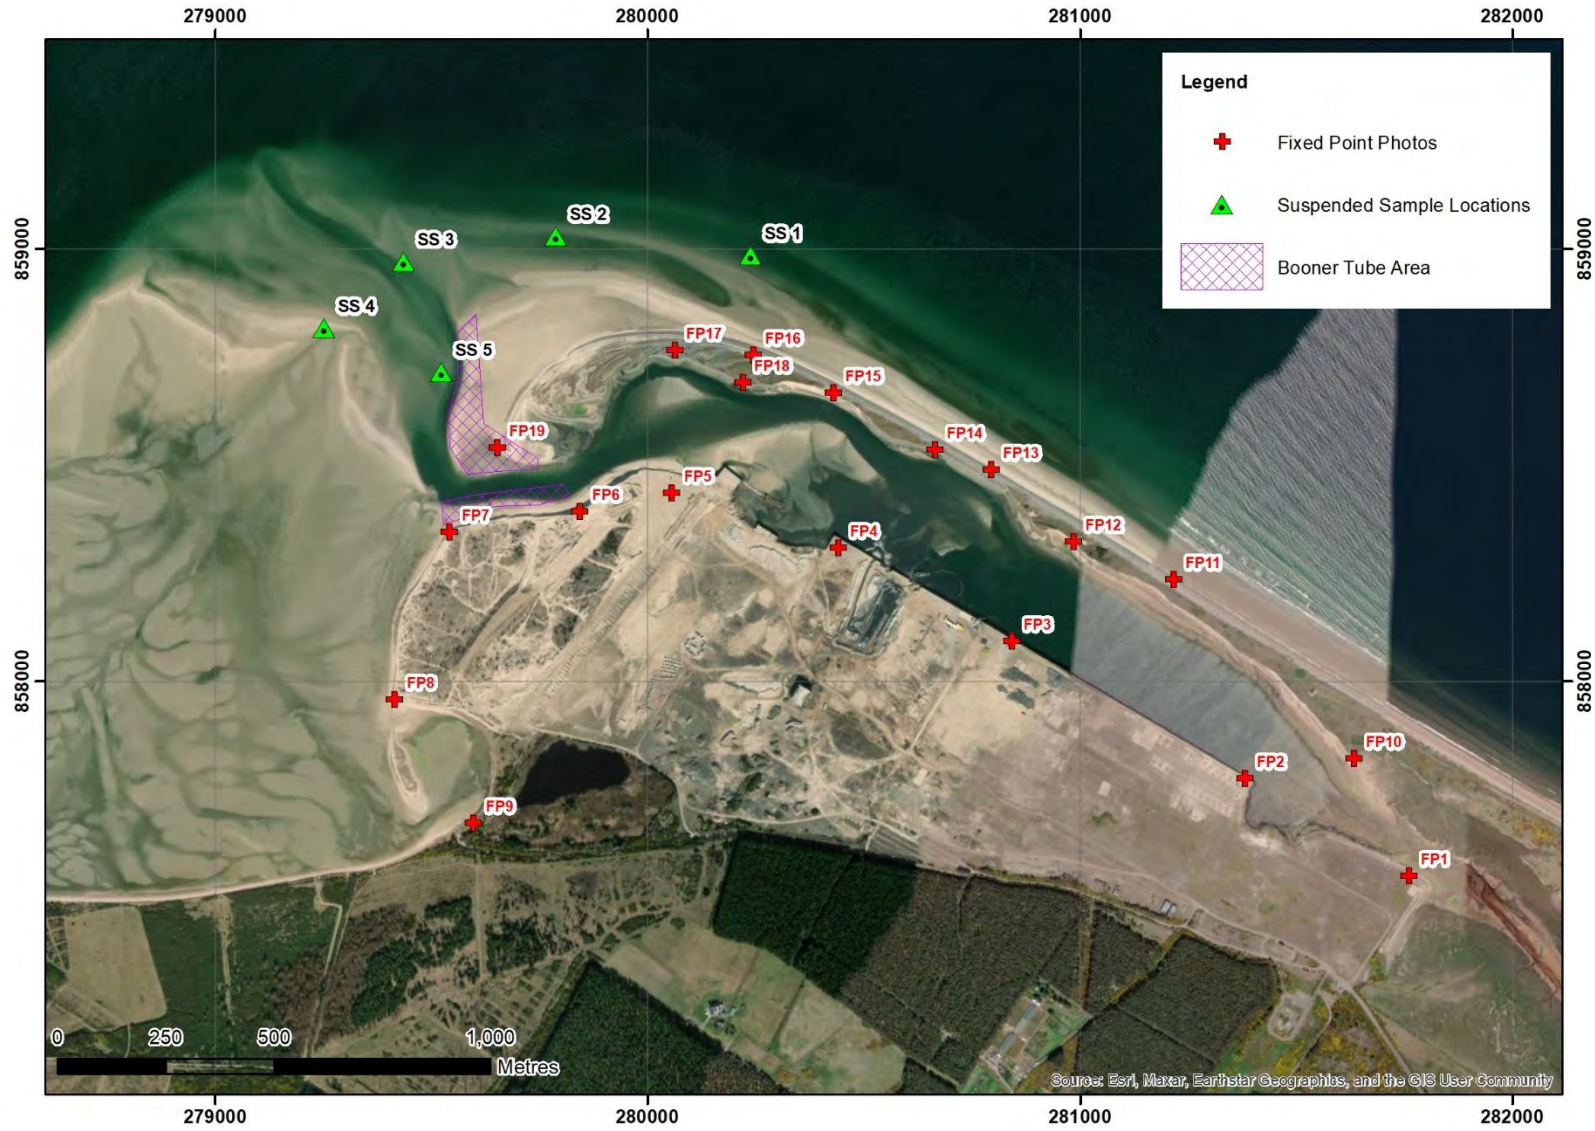 279000
280000
281000
282000
Legend
Fixed Point Photos
Suspended Sample Locations
Booner Tube Area
859000
859000
858000
858000
SS 2
SS 1
SS 3
SS 4
SS 5
FP17
FP16
FP18
FP15
FP19
FP14
FP13
FP5
FP6
FP7
FP4
FP12
FP11
FP3
FP8
FP10
FP2
FP9
FP1
0 250 500 1,000
Metres
Source: Esri, Maxar, Earthstar Geographics, and the GIS User Community
279000
280000
281000
282000